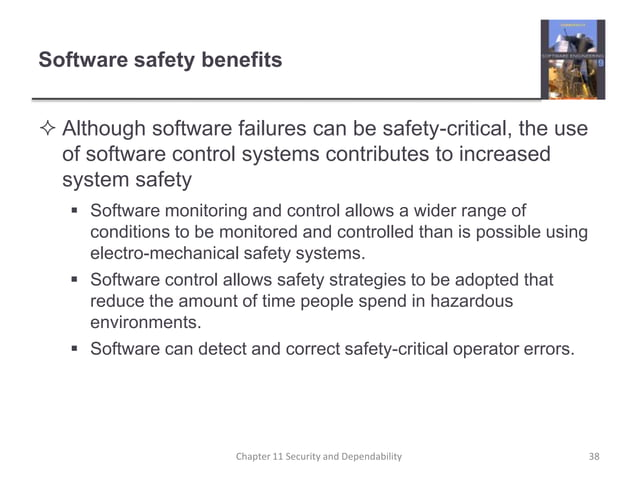 Software safety benefits
SOFTWARE ENGINEERING
9
✧ Although software failures can be safety-critical, the use
of software control systems contributes to increased
system safety
▪ Software monitoring and control allows a wider range of
conditions to be monitored and controlled than is possible using
electro-mechanical safety systems.
▪ Software control allows safety strategies to be adopted that
reduce the amount of time people spend in hazardous
environments.
▪ Software can detect and correct safety-critical operator errors.
Chapter 11 Security and Dependability
38